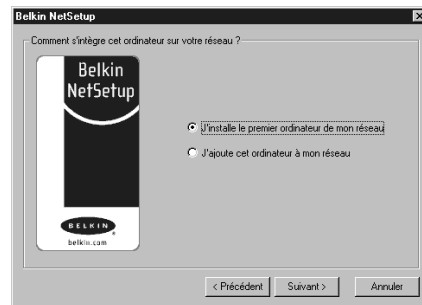 Belkin NetSetup
Comment s'intègre cet ordinateur sur votre réseau ?
Belkin
NetSetup
J'installe le premier ordinateur de mon réseau
J'ajoute cet ordinateur à mon réseau
BELKIN
belkin.com
< Précédent
Suivant >
Annuler